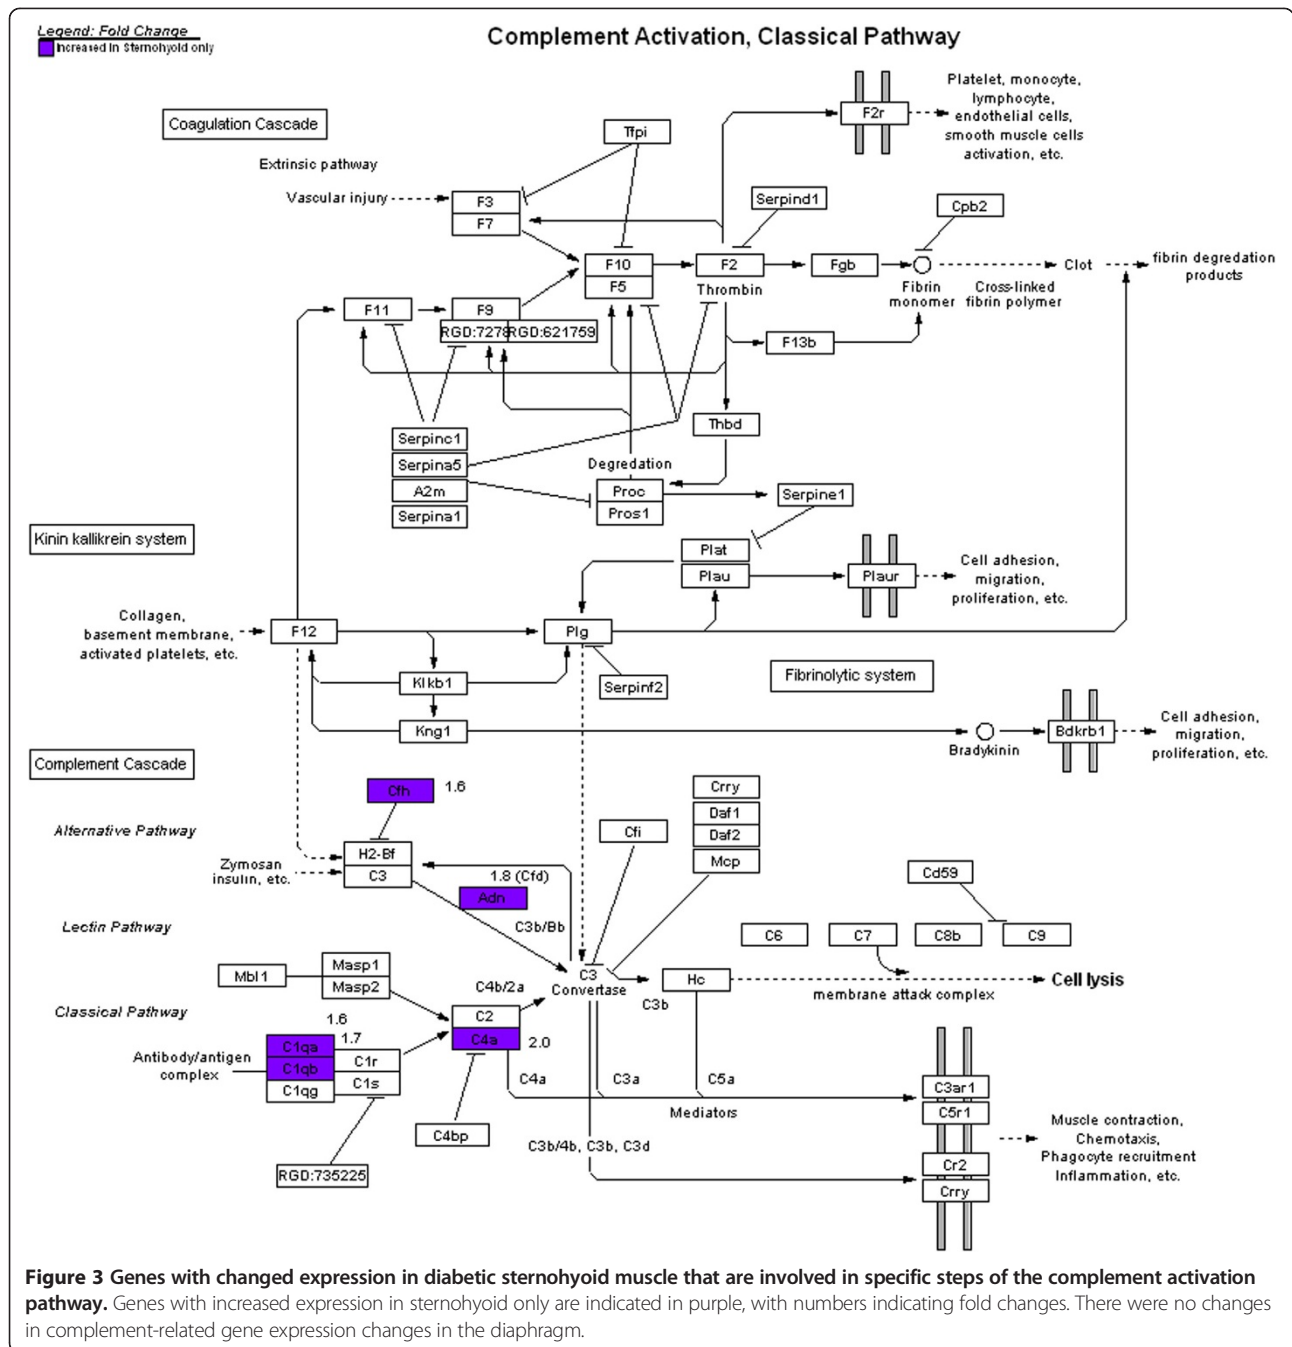 Legend: Fold Change
Increased in Sternohyoid only
Complement Activation, Classical Pathway
Coagulation Cascade
Extrinsic pathway
Vascular injury
Tfpi
F3
F7
F2r
Platelet, monocyte,
lymphocyte,
endothelial cells,
smooth muscle cells
activation, etc.
Serpind1
Cpb2
F10
F5
F2
Thrombin
Fgb
Fibrin
monomer
Cross-linked
fibrin polymer
Clot
fibrin degredation
products
F11
F9
RGD:7278
RGD:621759
F13b
Serpinc1
Serpina5
A2m
Serpina1
Thbd
Degredation
Proc
Pros1
Serpine1
Kinin kallikrein system
Plat
Plau
Plaur
Cell adhesion,
migration,
proliferation, etc.
Collagen,
basement membrane,
activated platelets, etc.
F12
Plg
Klkb1
Serpinf2
Fibrinolytic system
Kng1
Bradykinin
Bdkrb1
Cell adhesion,
migration,
proliferation, etc.
Complement Cascade
Cfh
1.6
Alternative Pathway
H2-Bf
C3
Zymosan
insulin, etc.
1.8 (Cfd)
Adn
C3b/Bb
Cfi
Crry
Daf1
Daf2
Mcp
Cd59
Lectin Pathway
C6
C7
C8b
C9
Mbl1
Masp1
Masp2
C4b/2a
C3
Convertase
C3b
Hc
membrane attack complex
Cell lysis
Classical Pathway
1.6
1.7
C2
C4a
2.0
Antibody/antigen
complex
C1qa
C1qb
C1qg
C1r
C1s
C4a
C3a
C5a
Mediators
C3ar1
C5r1
C4bp
C3b/4b, C3b, C3d
Cr2
Crry
Muscle contraction,
Chemotaxis,
Phagocyte recruitment
Inflammation, etc.
RGD:735225
Figure 3 Genes with changed expression in diabetic sternohyoid muscle that are involved in specific steps of the complement activation
pathway. Genes with increased expression in sternohyoid only are indicated in purple, with numbers indicating fold changes. There were no changes
in complement-related gene expression changes in the diaphragm.